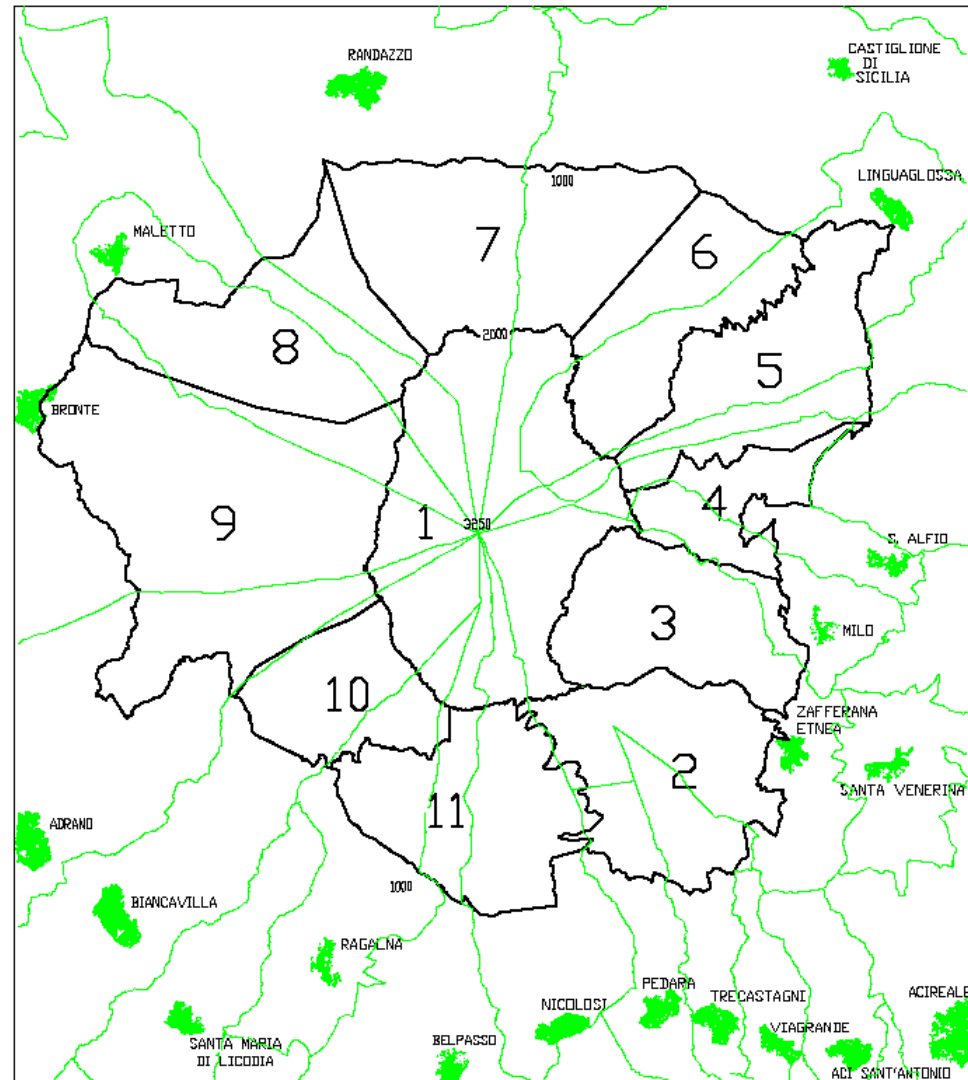 RANDAZZO
CASTIGLIONE
DI
SICILIA
1000
LINGUAGLOSSA
MALETTO
7
6
2000
8
5
BRONTE
4
9
1
3250
S. ALFIO
3
MILO
10
ZAFFERANA
ETNEA
2
SANTA VENERINA
11
ADRANO
1000
BIANCAVILLA
RAGALNA
PEDARA
TRECASTAGNI
ACIREALE
NICOLOSI
VIAGRANDE
SANTA MARIA
DI LICODIA
BELPASSO
ACI SANT'ANTONIO